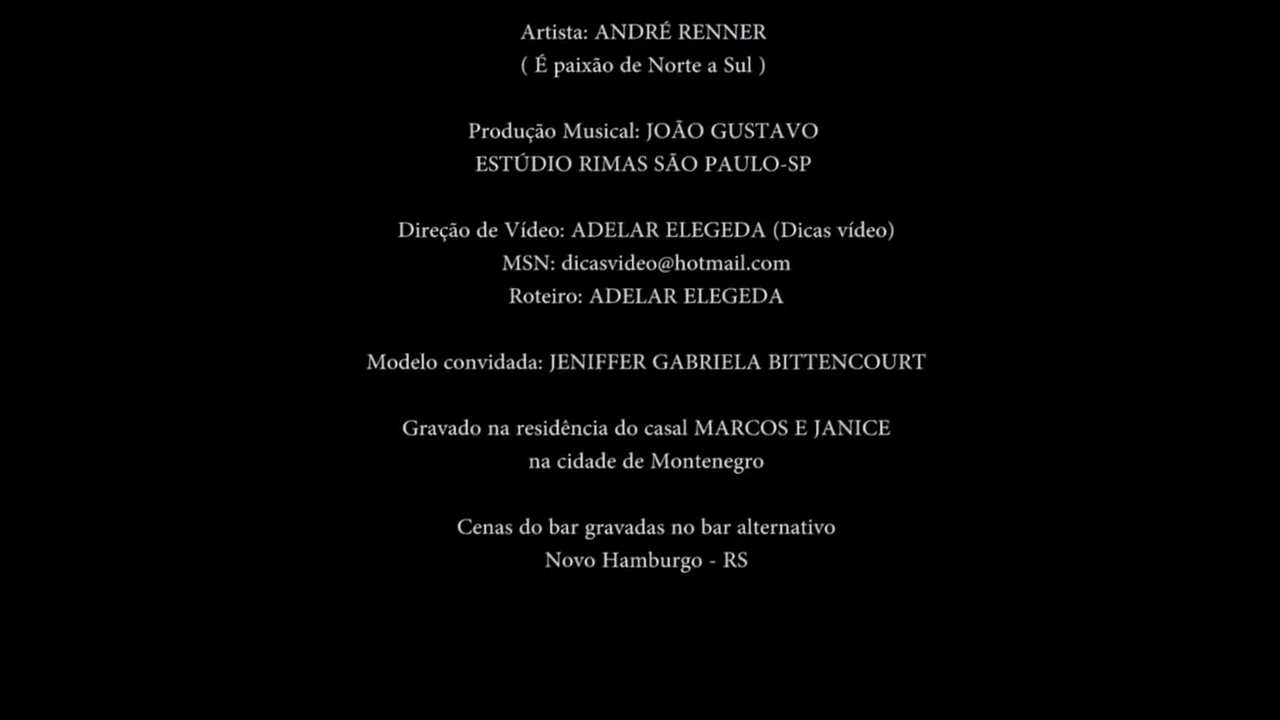 Artista: ANDRÉ RENNER
( É paixão de Norte a Sul )
Produção Musical: JOÃO GUSTAVO
ESTÚDIO RIMAS SÃO PAULO-SP
Direção de Vídeo: ADELAR ELEGEDA (Dicas vídeo)
MSN: dicasvideo@hotmail.com
Roteiro: ADELAR ELEGEDA
Modelo convidada: JENIFFER GABRIELA BITTENCOURT
Gravado na residência do casal MARCOS E JANICE
na cidade de Montenegro
Cenas do bar gravadas no bar alternativo
Novo Hamburgo - RS